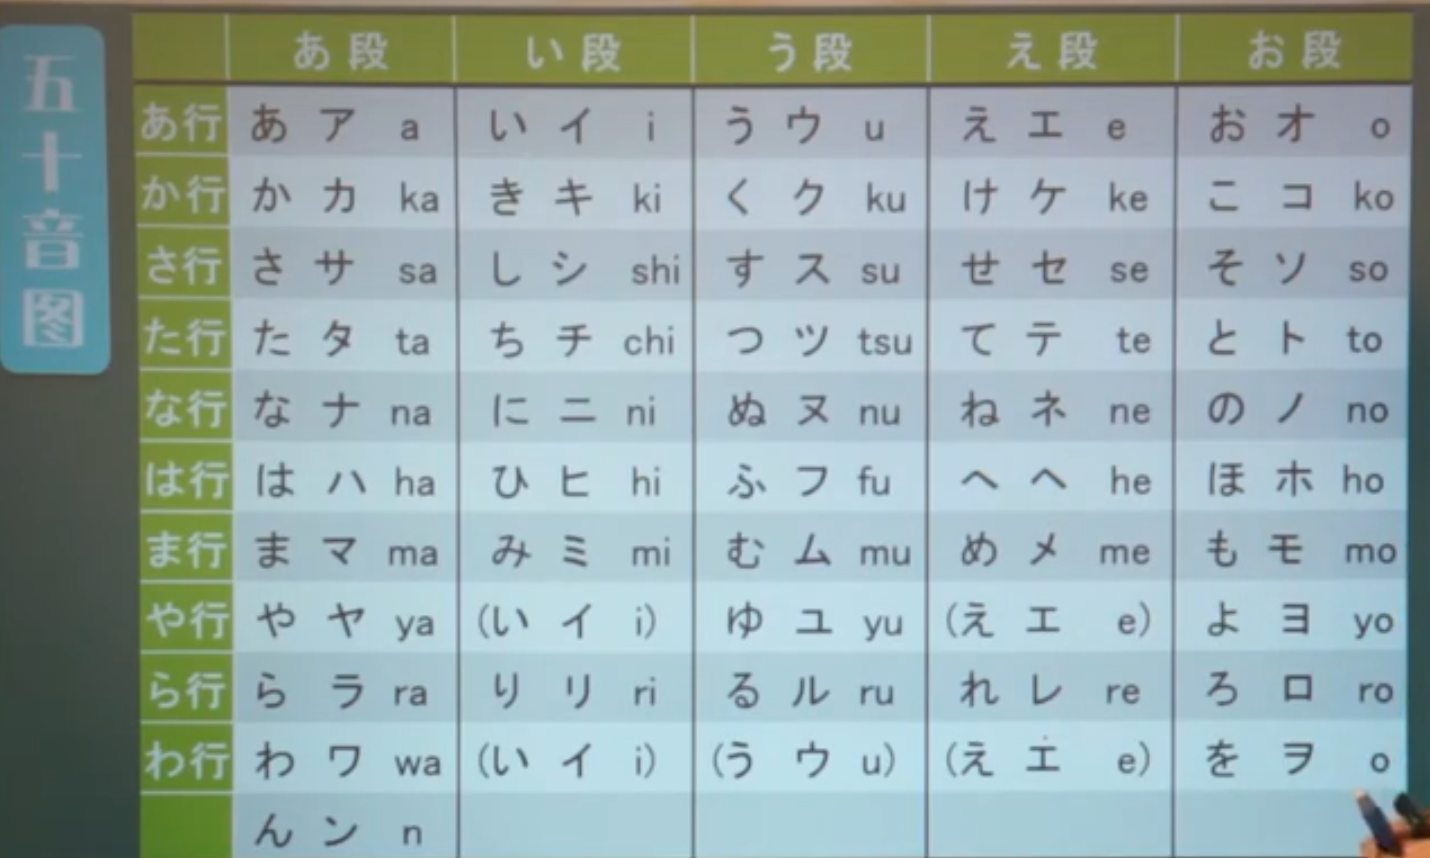 五十音图
あ段 い段 う段 え段 お段
あ行 あ ア a い イ i う ウ u え エ e お オ o
か行 か カ ka き キ ki く ク ku け ケ ke こ コ ko
さ行 さ サ sa し シ shi す ス su せ セ se そ ソ so
た行 た タ ta ち チ chi つ ツ tsu て テ te と ト to
な行 な ナ na に ニ ni ぬ ヌ nu ね ネ ne の ノ no
は行 は ハ ha ひ ヒ hi ふ フ fu へ ヘ he ほ ホ ho
ま行 ま マ ma み ミ mi む ム mu め メ me も モ mo
や行 や ヤ ya (い イ i) ゆ ユ yu (え エ e) よ ヨ yo
ら行 ら ラ ra り リ ri る ル ru れ レ re ろ ロ ro
わ行 わ ワ wa (い イ i) (う ウ u) (え エ e) を ヲ o
ん ン n